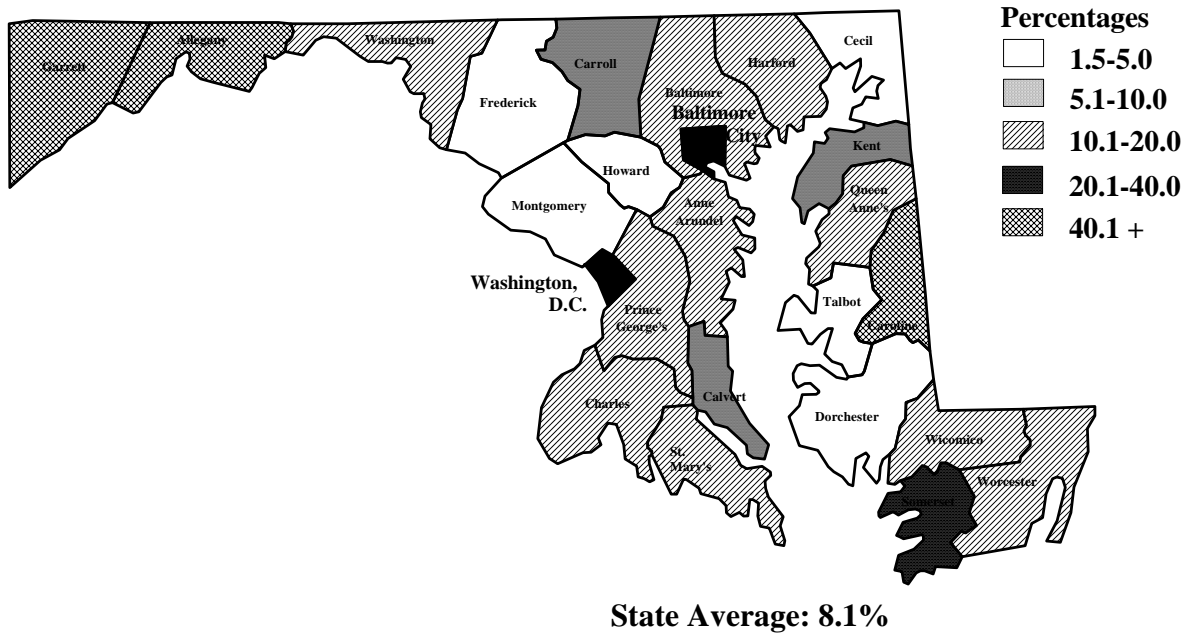 Percentages
1.5-5.0
5.1-10.0
10.1-20.0
20.1-40.0
40.1 +
Garrett
Allegany
Washington
Frederick
Carroll
Baltimore
Baltimore
City
Harford
Cecil
Howard
Montgomery
Kent
Queen
Anne's
Anne
Arundel
Washington,
D.C.
Prince
George's
Talbot
Caroline
Charles
Calvert
St.
Mary's
Dorchester
Wicomico
Somerset
Worcester
State Average: 8.1%